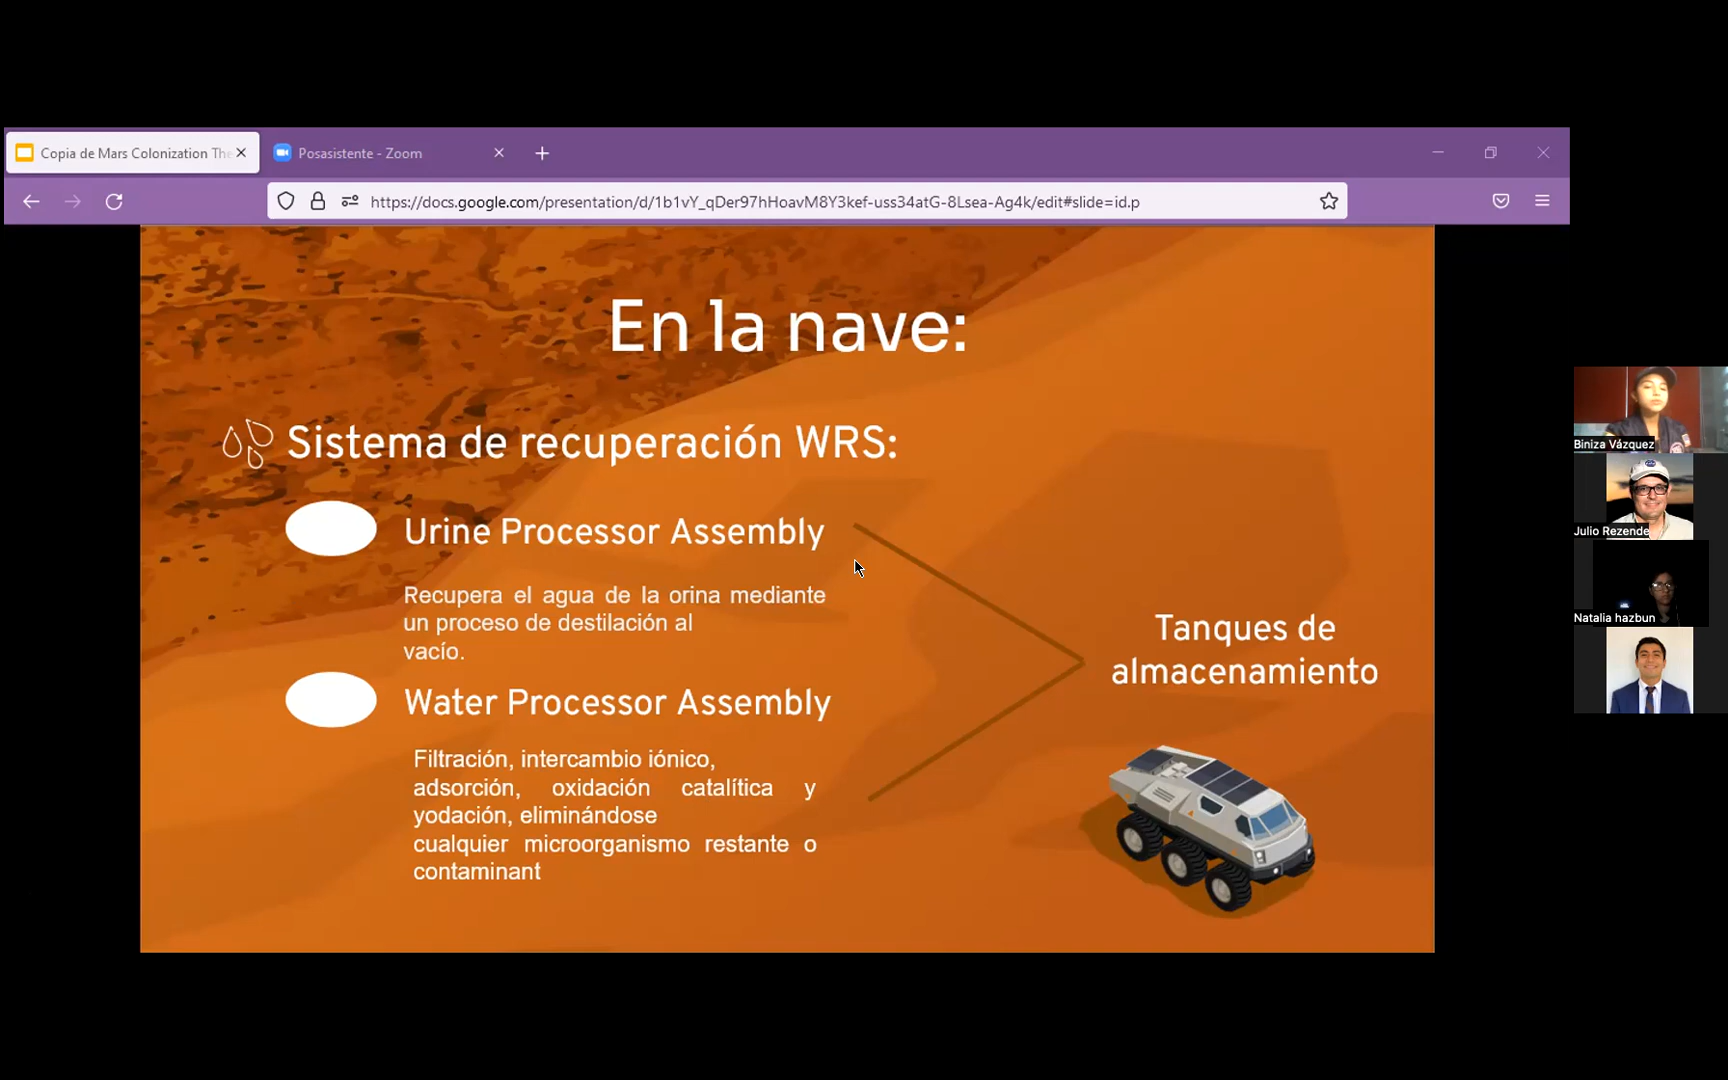 Copia de Mars Colonization The
Posasistente - Zoom
https://docs.google.com/presentation/d/1b1vY_qDer97hHoavM8Y3kef-uss34atG-8Lsea-Ag4k/edit#slide=id.p
En la nave:
Sistema de recuperación WRS:
Urine Processor Assembly
Recupera el agua de la orina mediante
un proceso de destilación al
vacío.
Water Processor Assembly
Filtración, intercambio iónico,
adsorción, oxidación catalítica y
yodación, eliminándose
cualquier microorganismo restante o
contaminant
Tanques de
almacenamiento
Biniza Vázquez
Julio Rezende
Natalia hazbun